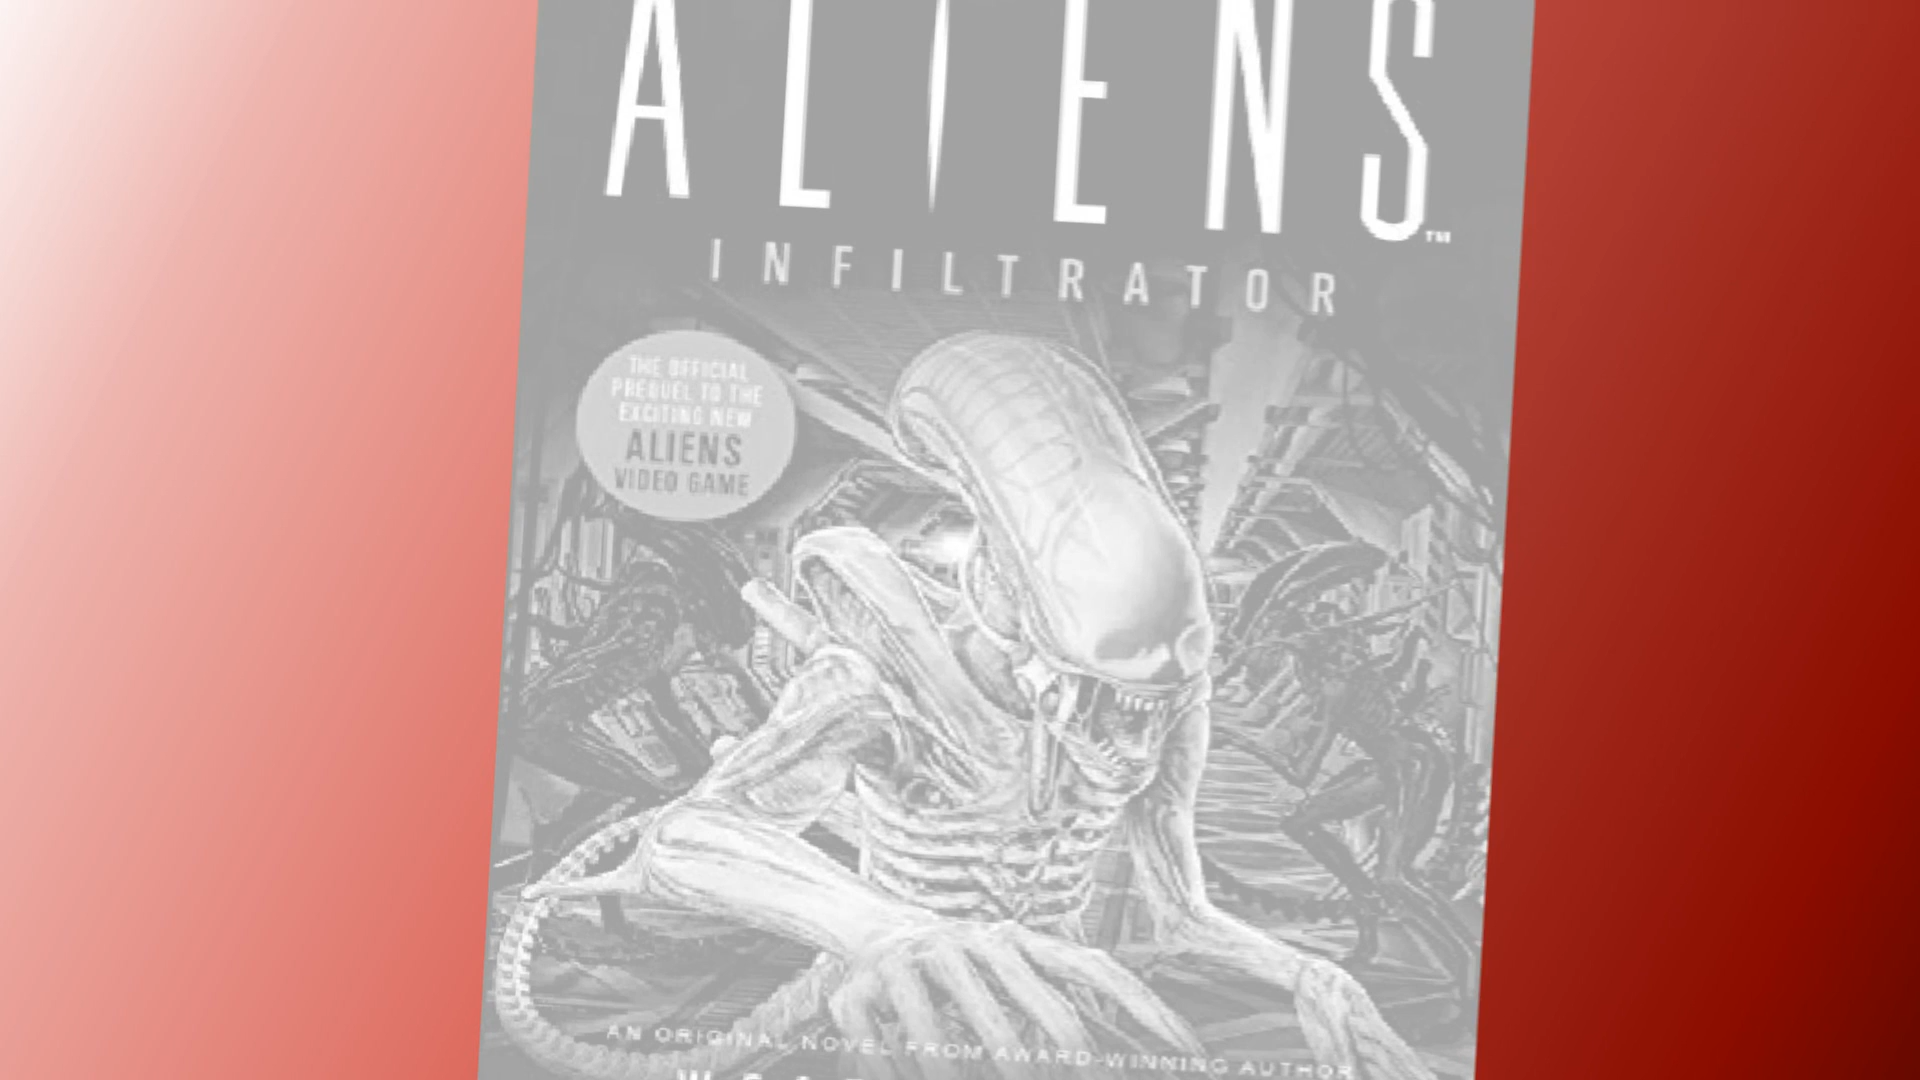 ALIENS™
INFILTRATOR
THE OFFICIAL
PREQUEL TO THE
EXCITING NEW
ALIENS
VIDEO GAME
AN ORIGINAL NOVEL FROM AWARD-WINNING AUTHOR